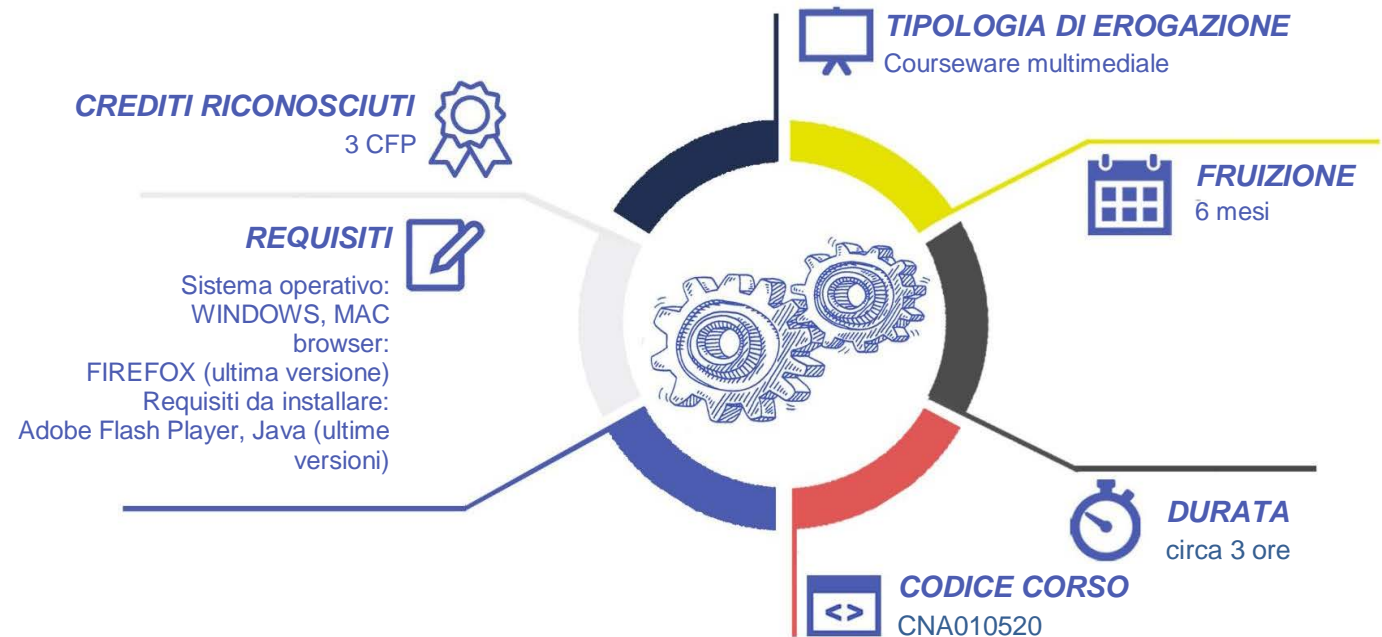 TIPOLOGIA DI EROGAZIONE
Courseware multimediale
CREDITI RICONOSCIUTI
3 CFP
FRUIZIONE
6 mesi
REQUISITI
Sistema operativo:
WINDOWS, MAC
browser:
FIREFOX (ultima versione)
Requisiti da installare:
Adobe Flash Player, Java (ultime
versioni)
DURATA
circa 3 ore
CODICE CORSO
<>
CNA010520